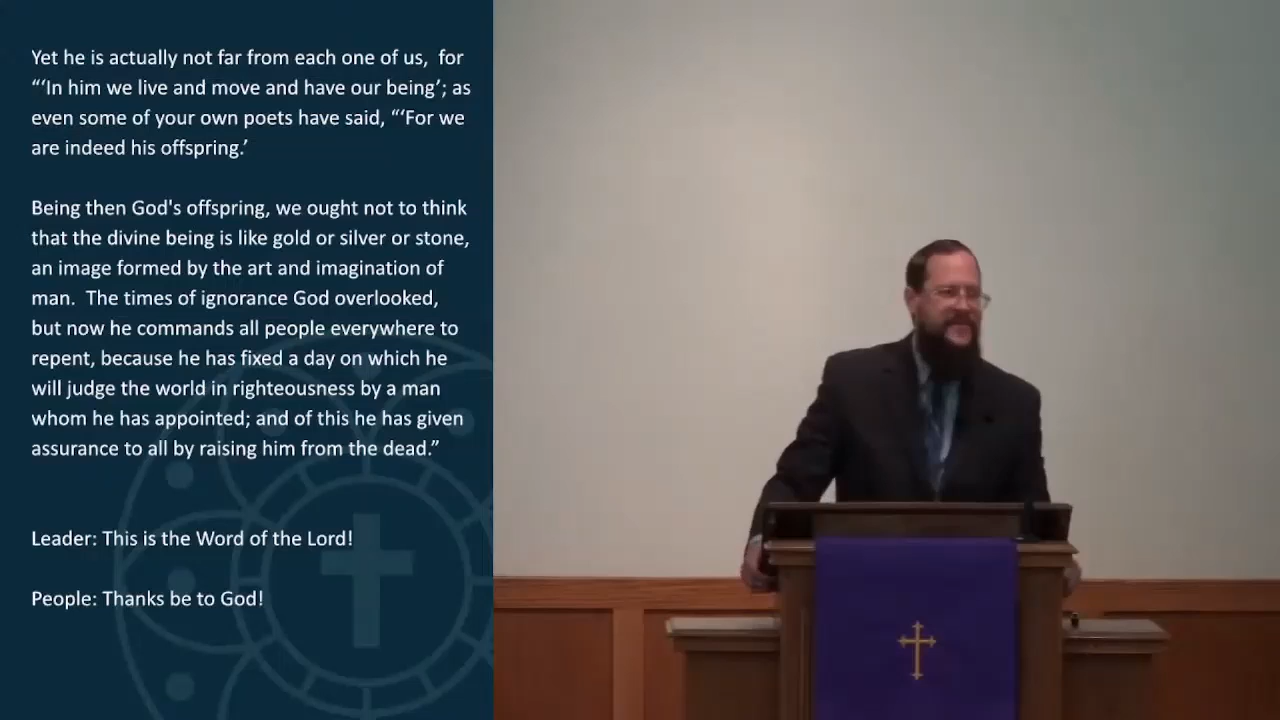 Yet he is actually not far from each one of us,  for
“‘In him we live and move and have our being’; as
even some of your own poets have said, “‘For we
are indeed his offspring.’
Being then God's offspring, we ought not to think
that the divine being is like gold or silver or stone,
an image formed by the art and imagination of
man.  The times of ignorance God overlooked,
but now he commands all people everywhere to
repent, because he has fixed a day on which he
will judge the world in righteousness by a man
whom he has appointed; and of this he has given
assurance to all by raising him from the dead.”
Leader: This is the Word of the Lord!
People: Thanks be to God!